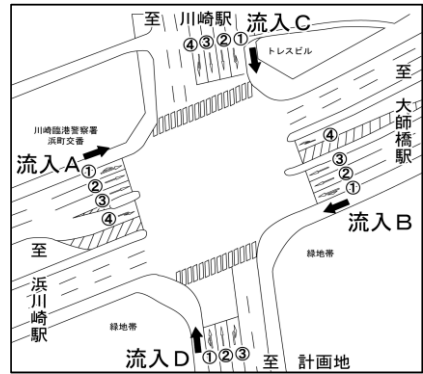 至 川崎駅 流入C
④③②①
トレスビル
至 大師橋駅
川崎臨港警察署
浜町交番
流入A
①
②
③
④
④
③
②
①
流入B
至 浜川崎駅
緑地帯
緑地帯
流入D
①②③
至 計画地